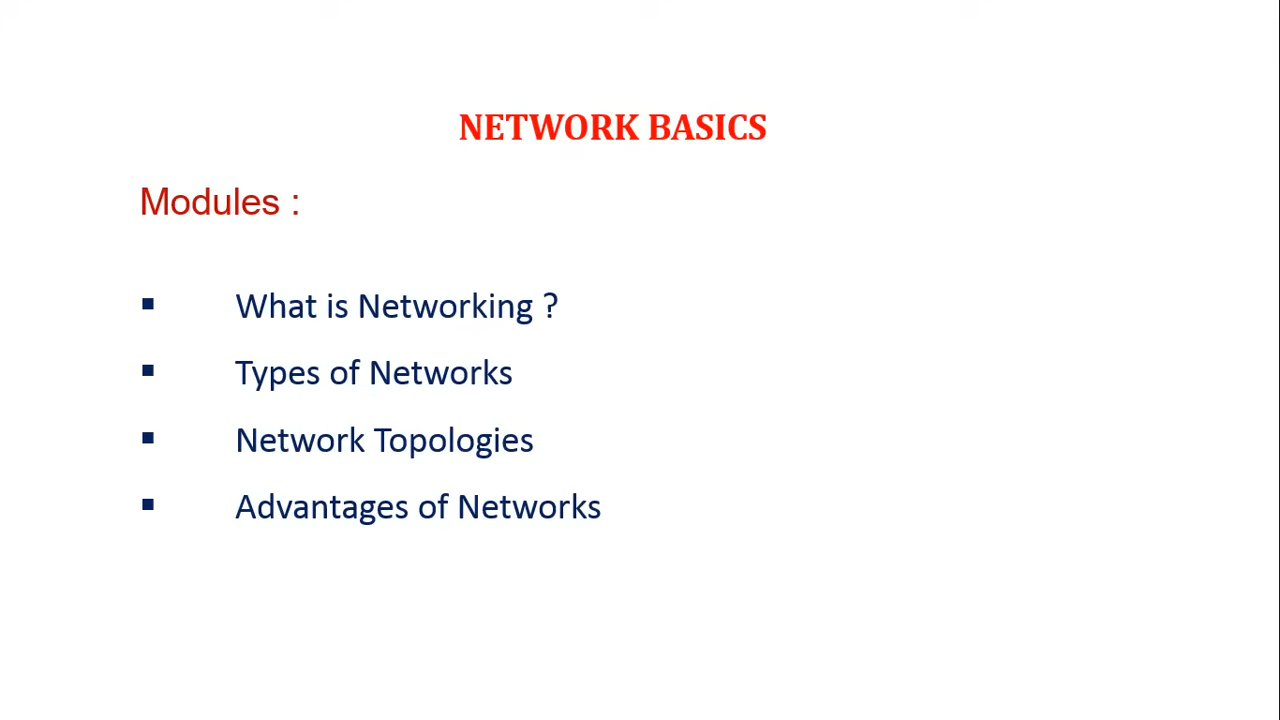 NETWORK BASICS
Modules :
▪ What is Networking ?
▪ Types of Networks
▪ Network Topologies
▪ Advantages of Networks